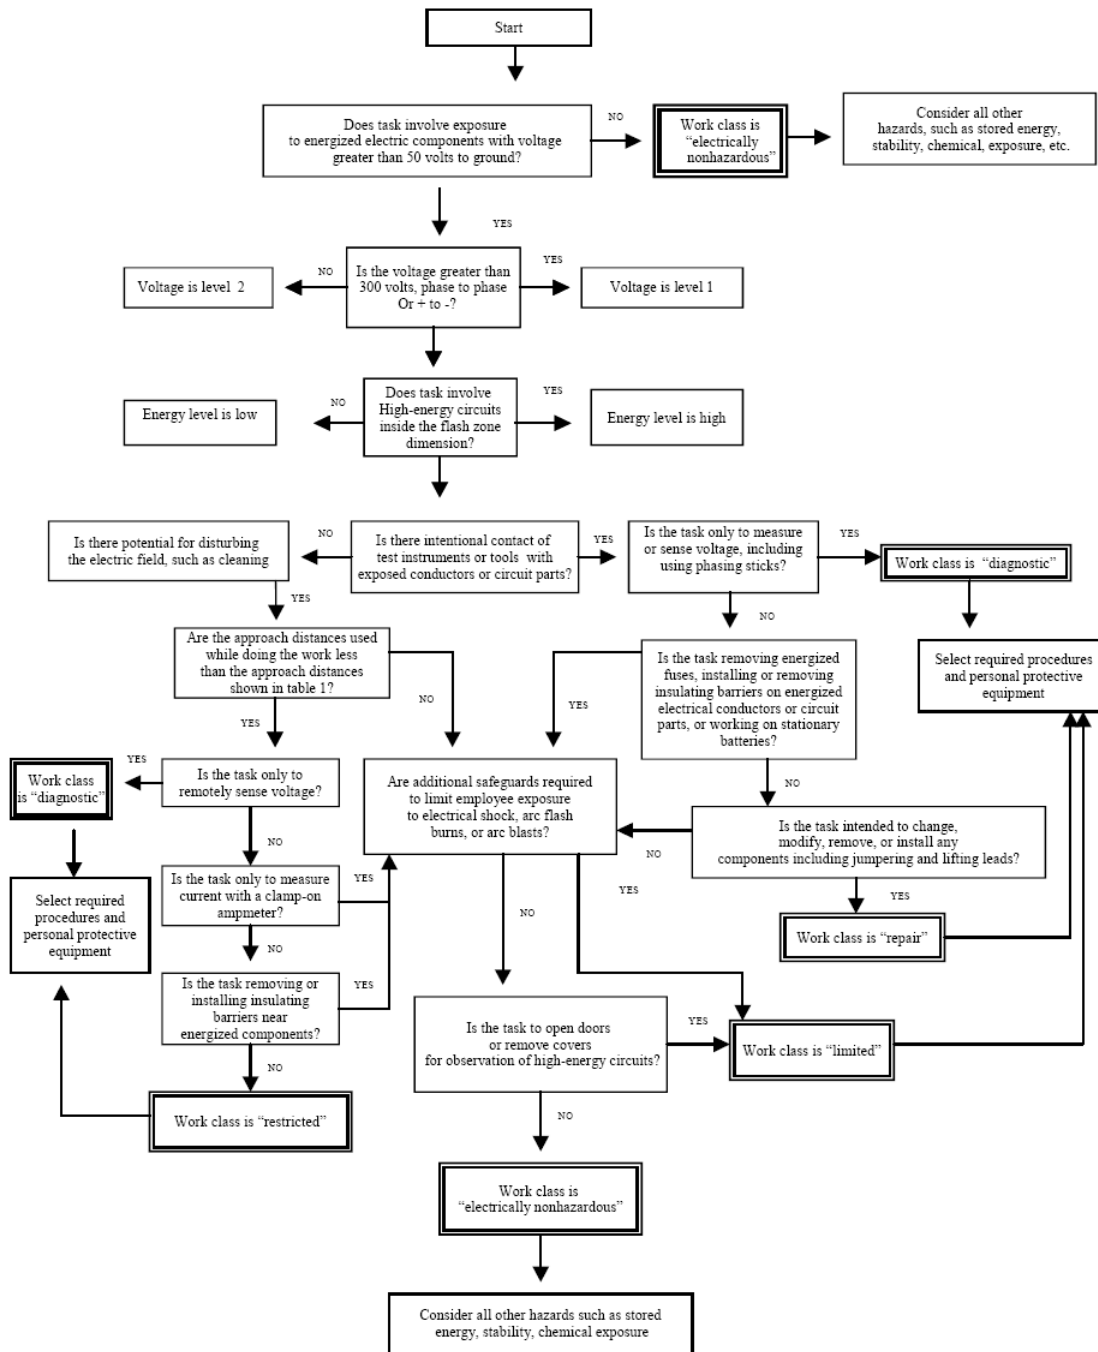 Start
Does task involve exposure
to energized electric components with voltage
greater than 50 volts to ground?
NO
Work class is
“electrically
nonhazardous”
Consider all other
hazards, such as stored energy,
stability, chemical, exposure, etc.
YES
Voltage is level 2
NO
Is the voltage greater than
300 volts, phase to phase
Or + to -?
YES
Voltage is level 1
Energy level is low
NO
Does task involve
High-energy circuits
inside the flash zone
dimension?
YES
Energy level is high
Is there potential for disturbing
the electric field, such as cleaning
NO
Is there intentional contact of
test instruments or tools with
exposed conductors or circuit parts?
YES
Is the task only to measure
or sense voltage, including
using phasing sticks?
YES
Work class is “diagnostic”
YES
NO
Are the approach distances used
while doing the work less
than the approach distances
shown in table 1?
NO
YES
Is the task removing energized
fuses, installing or removing
insulating barriers on energized
electrical conductors or circuit
parts, or working on stationary
batteries?
Select required procedures
and personal protective
equipment
YES
Work class
is “diagnostic”
YES
Is the task only to
remotely sense voltage?
Are additional safeguards required
to limit employee exposure
to electrical shock, arc flash
burns, or arc blasts?
NO
Is the task intended to change,
modify, remove, or install any
components including jumpering and lifting leads?
NO
NO
Select required
procedures and
personal protective
equipment
Is the task only to measure
current with a clamp-on
ampmeter?
YES
NO
YES
YES
Work class is “repair”
NO
Is the task removing or
installing insulating
barriers near
energized components?
YES
Is the task to open doors
or remove covers
for observation of high-energy circuits?
YES
Work class is “limited”
NO
Work class is “restricted”
NO
Work class is
“electrically nonhazardous”
Consider all other hazards such as stored
energy, stability, chemical exposure